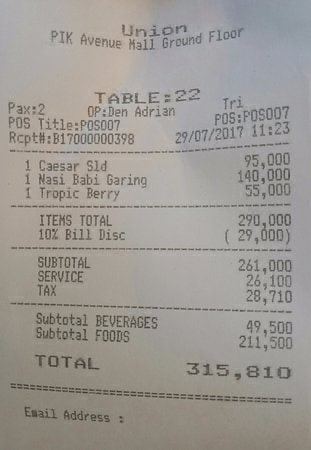 Union
PIK Avenue Mall Ground Floor
TABLE:22
Pax:2 OP:Den Adrian Tri
POS Title:POS007 POS:POS007
Rcpt#:B17000000398 29/07/2017 11:23
1 Caesar Sld 95,000
1 Nasi Babi Garing 140,000
1 Tropic Berry 55,000
ITEMS TOTAL 290,000
10% Bill Disc ( 29,000)
SUBTOTAL 261,000
SERVICE 26,100
TAX 28,710
Subtotal BEVERAGES 49,500
Subtotal FOODS 211,500
TOTAL 315,810
Email Address :